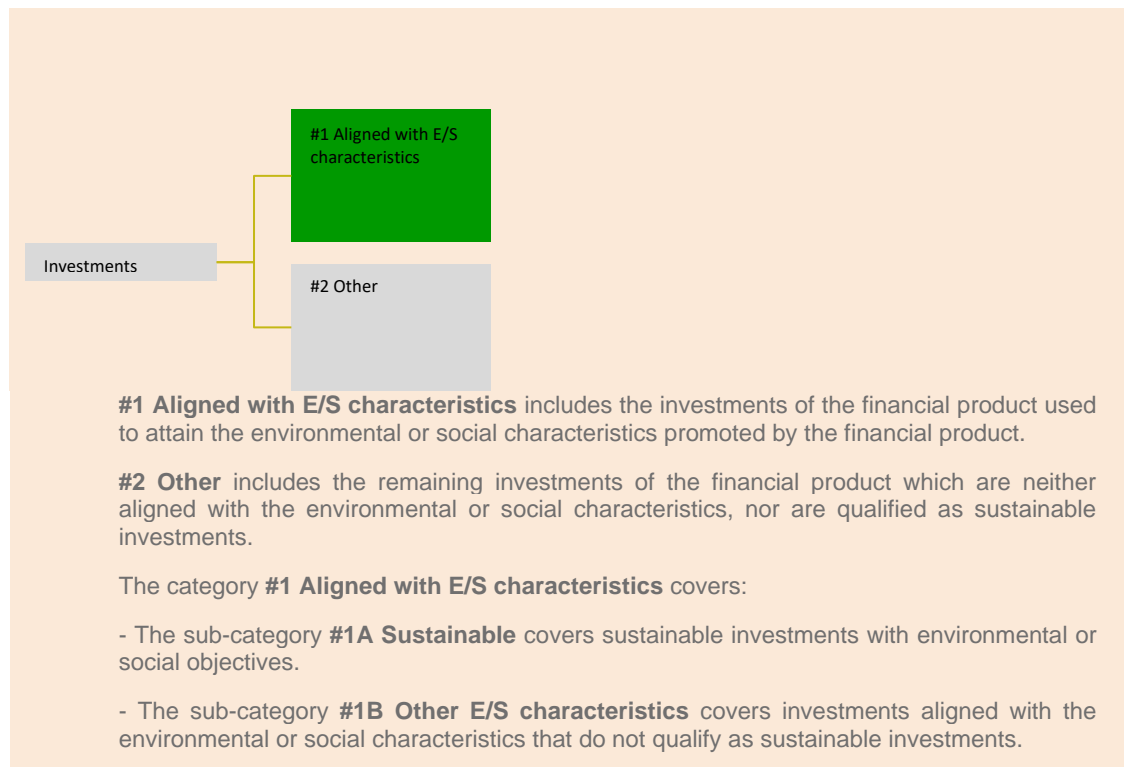 #1 Aligned with E/S
characteristics
Investments
#2 Other
#1 Aligned with E/S characteristics includes the investments of the financial product used
to attain the environmental or social characteristics promoted by the financial product.
#2 Other includes the remaining investments of the financial product which are neither
aligned with the environmental or social characteristics, nor are qualified as sustainable
investments.
The category #1 Aligned with E/S characteristics covers:
- The sub-category #1A Sustainable covers sustainable investments with environmental or
social objectives.
- The sub-category #1B Other E/S characteristics covers investments aligned with the
environmental or social characteristics that do not qualify as sustainable investments.